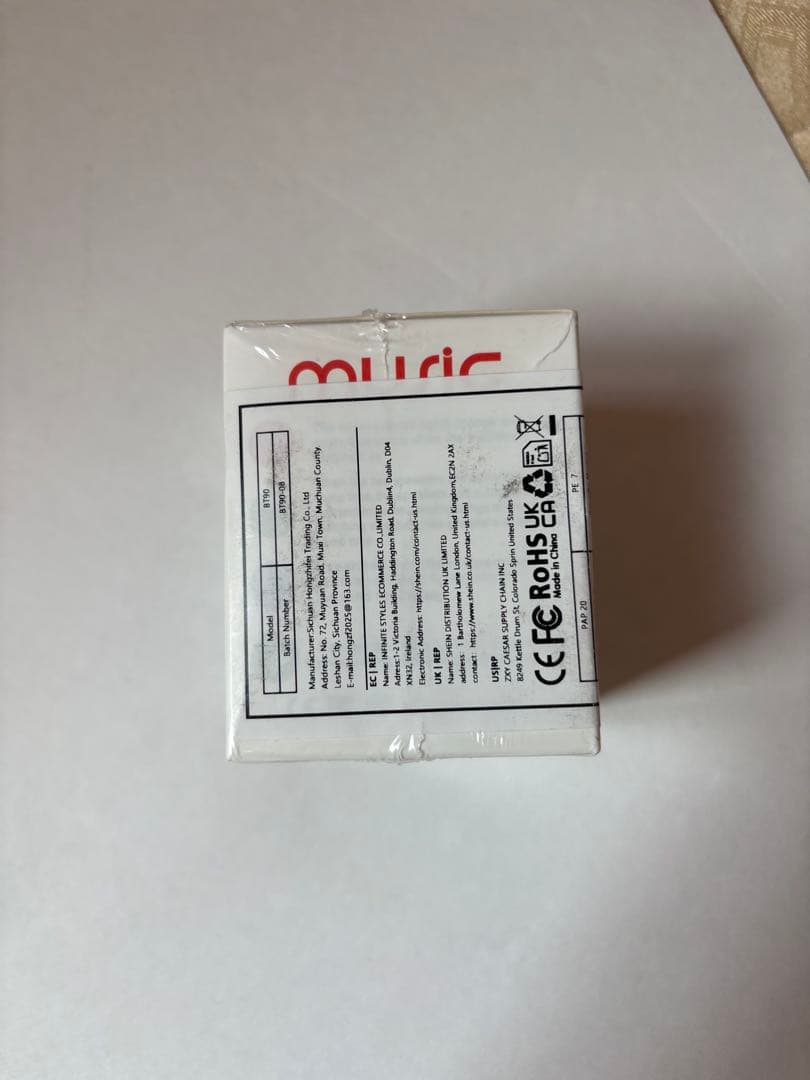 music
Model BT90
Batch Number BT90-08
Manufacturer:Sichuan Hongzhilei Trading Co., Ltd
Address: No. 72, Muyuan Road, Muxi Town, Muchuan County,
Leshan City, Sichuan Province
E-mail:hongzf2025@163.com
EC | REP
Name: INFINITE STYLES ECOMMERCE CO.,LIMITED
Adress:1-2 Victoria Building, Haddington Road, Dublin4, Dublin, D04
XN32, Ireland
Electronic Address: https://shein.com/contact-us.html
UK | REP
Name: SHEIN DISTRIBUTION UK LIMITED
address: 1 Bartholomew Lane London, United Kingdom,EC2N 2AX
contact: https://www.shein.co.uk/contact-us.html
US|RP
ZXY CAESAR SUPPLY CHAIN INC
8249 Kettle Drum St, Colorado Sprin United States
CE FC RoHS UK CA
Made in China
PAP 20 PE 7